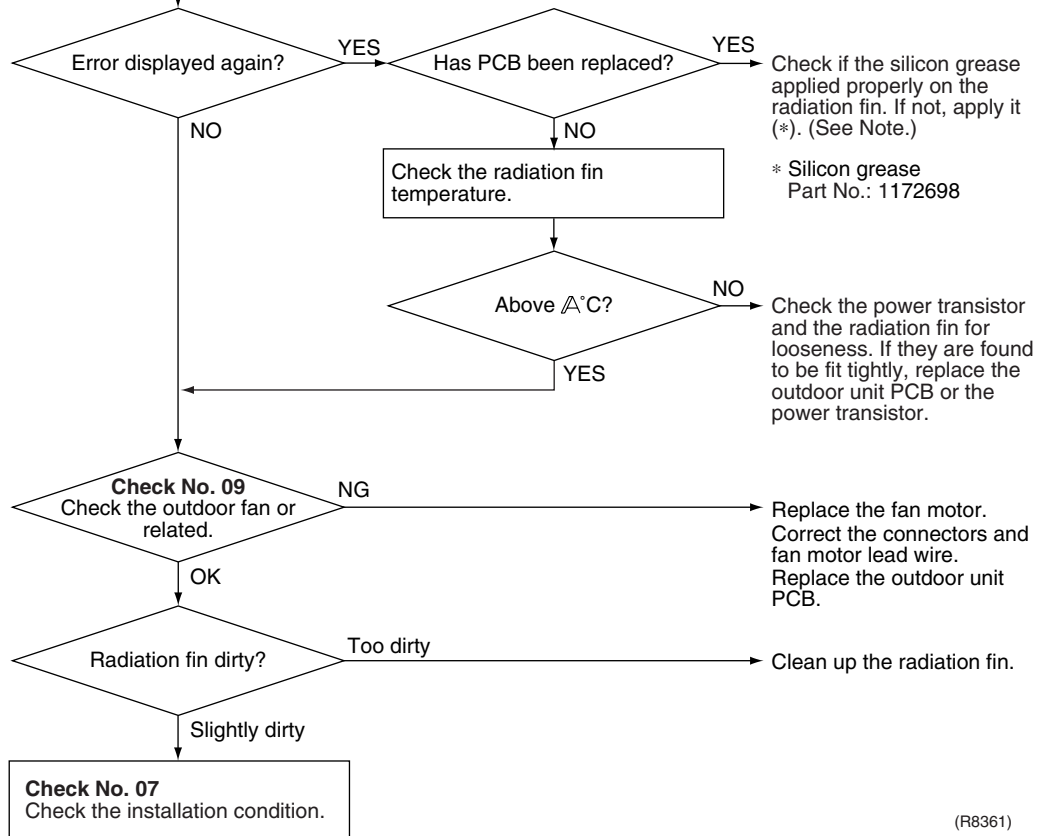 Error displayed again?
YES
Has PCB been replaced?
YES
Check if the silicon grease
applied properly on the
radiation fin. If not, apply it
(∗). (See Note.)
∗ Silicon grease
Part No.: 1172698
NO
NO
Check the radiation fin
temperature.
Above 𝔸˚C?
NO
Check the power transistor
and the radiation fin for
looseness. If they are found
to be fit tightly, replace the
outdoor unit PCB or the
power transistor.
YES
Check No. 09
Check the outdoor fan or
related.
NG
Replace the fan motor.
Correct the connectors and
fan motor lead wire.
Replace the outdoor unit
PCB.
OK
Radiation fin dirty?
Too dirty
Clean up the radiation fin.
Slightly dirty
Check No. 07
Check the installation condition.
(R8361)